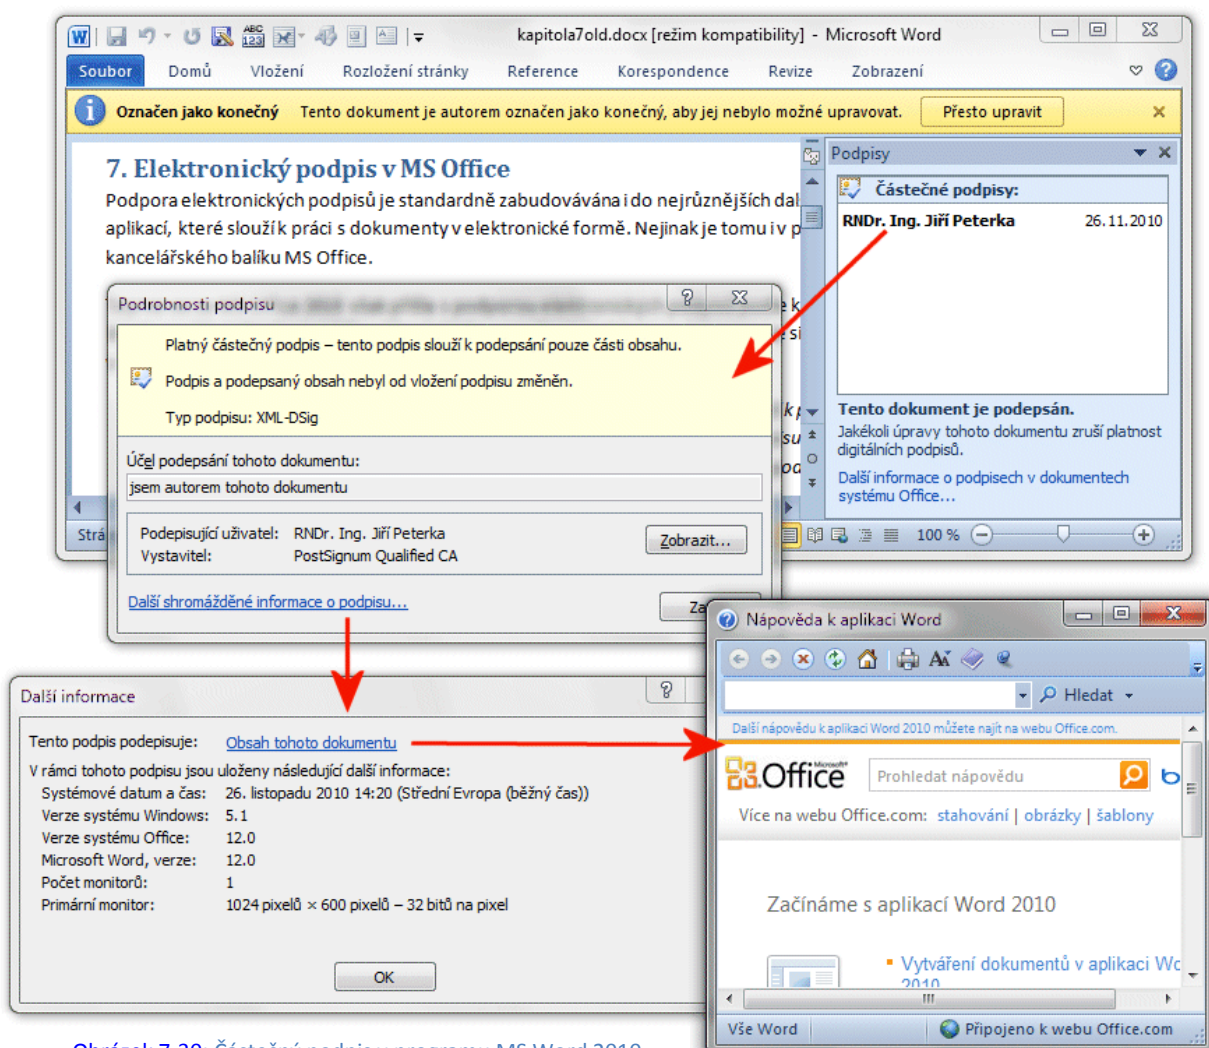 kapitola7old.docx [režim kompatibility] - Microsoft Word
Soubor Domů Vložení Rozložení stránky Reference Korespondence Revize Zobrazení
Označen jako konečný Tento dokument je autorem označen jako konečný, aby jej nebylo možné upravovat. Přesto upravit
7. Elektronický podpis v MS Office
Podpora elektronických podpisů je standardně zabudovávána i do nejrůznějších dal
aplikací, které slouží k práci s dokumenty v elektronické formě. Nejinak je tomu i v p
kancelářského balíku MS Office.
Podpisy
Částečné podpisy:
RNDr. Ing. Jiří Peterka 26.11.2010
Tento dokument je podepsán.
Jakékoli úpravy tohoto dokumentu zruší platnost
digitálních podpisů.
Další informace o podpisech v dokumentech
systému Office...
Strá
100 %
Podrobnosti podpisu
Platný částečný podpis – tento podpis slouží k podepsání pouze části obsahu.
Podpis a podepsaný obsah nebyl od vložení podpisu změněn.
Typ podpisu: XML-DSig
Účel podepsání tohoto dokumentu:
jsem autorem tohoto dokumentu
Podepisující uživatel: RNDr. Ing. Jiří Peterka
Zobrazit...
Vystavitel: PostSignum Qualified CA
Další shromážděné informace o podpisu...
Za
Další informace
Tento podpis podepisuje: Obsah tohoto dokumentu
V rámci tohoto podpisu jsou uloženy následující další informace:
Systémové datum a čas: 26. listopadu 2010 14:20 (Střední Evropa (běžný čas))
Verze systému Windows: 5.1
Verze systému Office: 12.0
Microsoft Word, verze: 12.0
Počet monitorů: 1
Primární monitor: 1024 pixelů × 600 pixelů – 32 bitů na pixel
OK
Nápověda k aplikaci Word
Hledat
Další nápovědu k aplikaci Word 2010 můžete najít na webu Office.com.
Microsoft Office
Prohledat nápovědu
b
Více na webu Office.com: stahování | obrázky | šablony
Začínáme s aplikací Word 2010
Vytváření dokumentů v aplikaci Wo
2010
Vše Word
Připojeno k webu Office.com